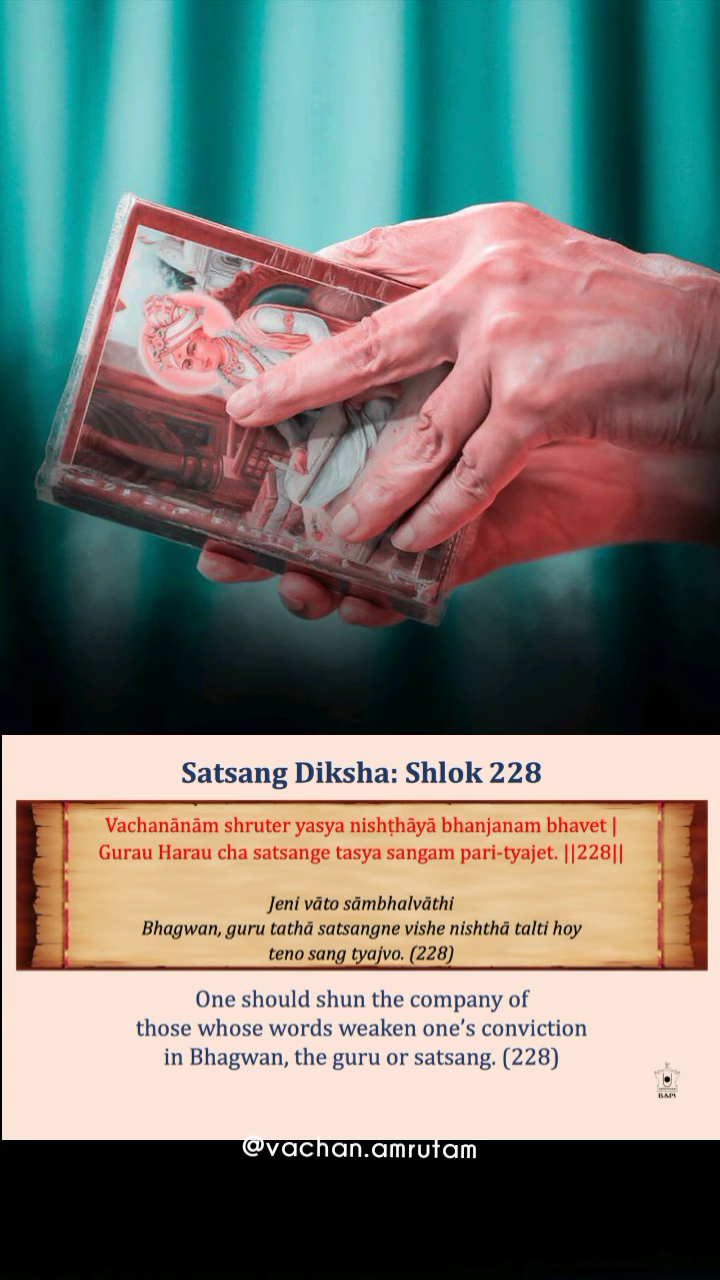 Satsang Diksha: Shlok 228
Vachanānām shruter yasya nishṭhāyā bhanjanam bhavet |
Gurau Harau cha satsange tasya sangam pari-tyajet. ||228||
Jeni vāto sāmbhalvāthi
Bhagwan, guru tathā satsangne vishe nishthā talti hoy
teno sang tyajvo. (228)
One should shun the company of
those whose words weaken one’s conviction
in Bhagwan, the guru or satsang. (228)
BAPS
@vachan.amrutam